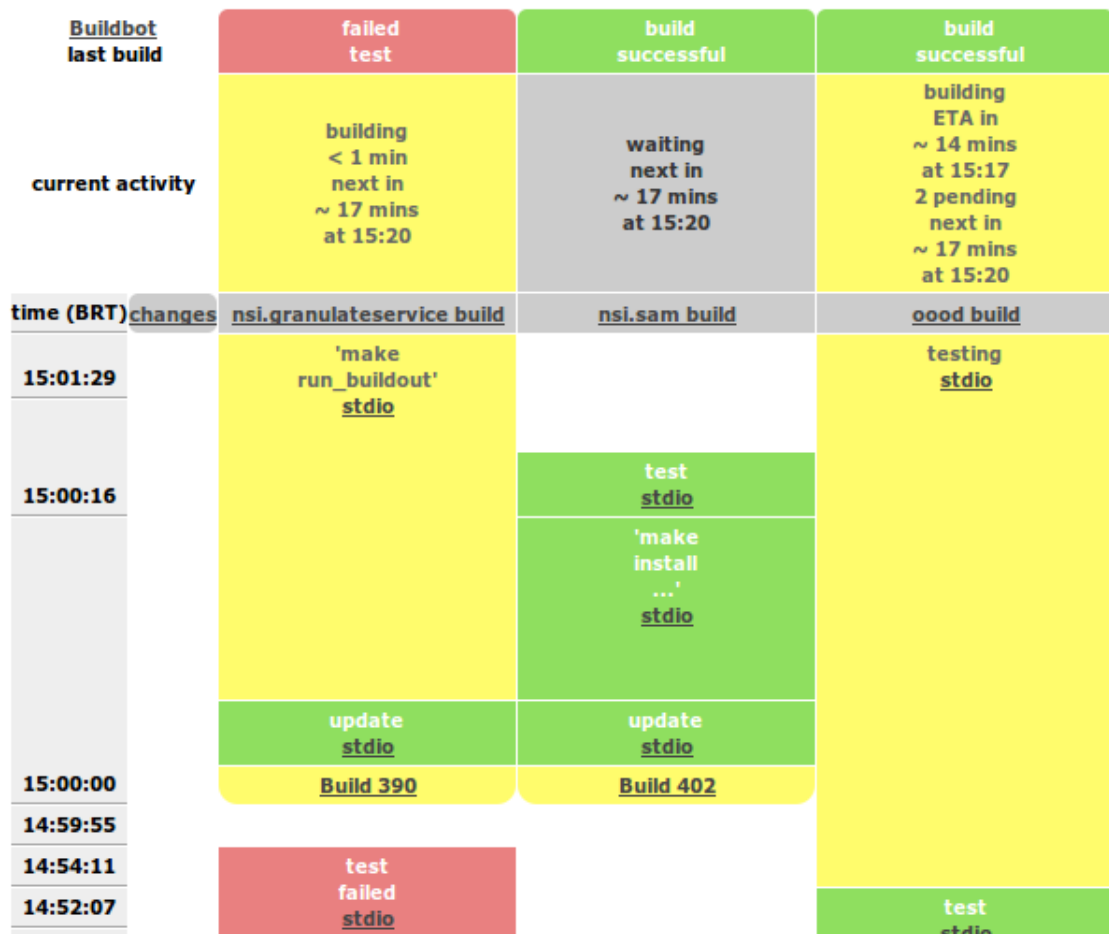 Buildbot
last build
failed
test
build
successful
build
successful
current activity
building
< 1 min
next in
~ 17 mins
at 15:20
waiting
next in
~ 17 mins
at 15:20
building
ETA in
~ 14 mins
at 15:17
2 pending
next in
~ 17 mins
at 15:20
time (BRT)
changes
nsi.granulateservice build
nsi.sam build
oood build
15:01:29
'make
run_buildout'
stdio
testing
stdio
15:00:16
test
stdio
'make
install
...'
stdio
update
stdio
update
stdio
15:00:00
Build 390
Build 402
14:59:55
14:54:11
14:52:07
test
failed
stdio
test
stdio